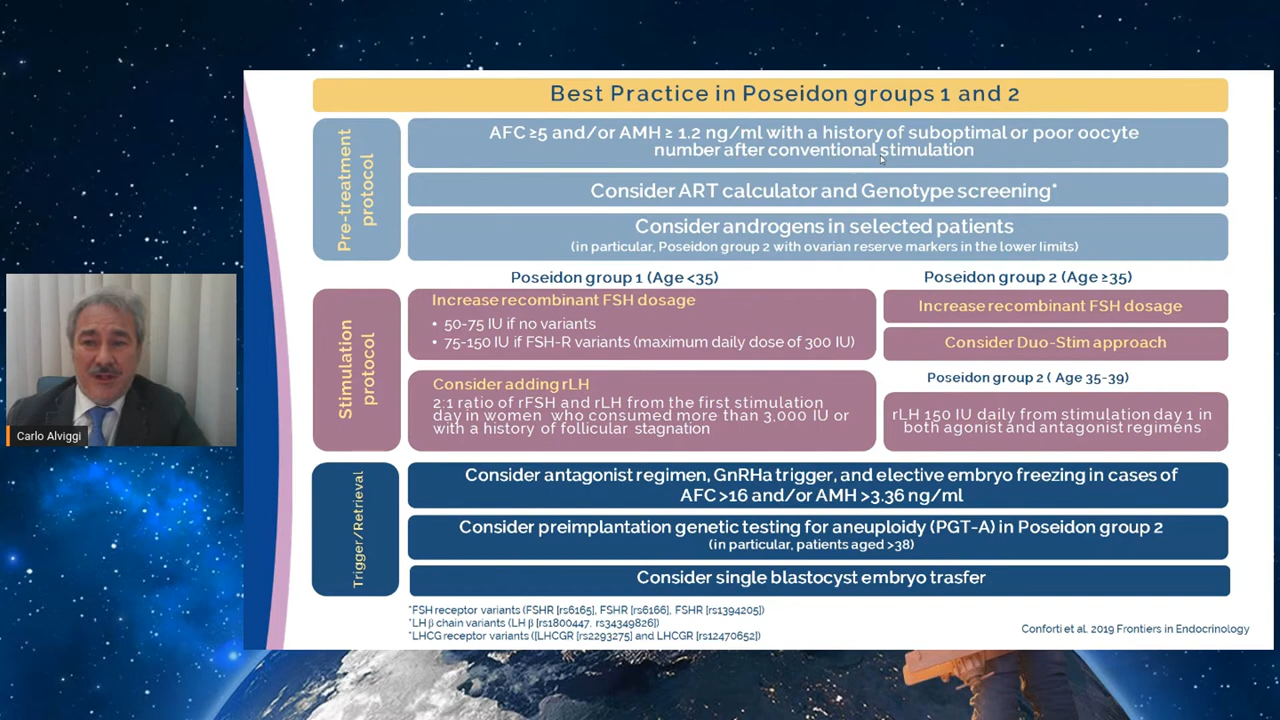 Best Practice in Poseidon groups 1 and 2
Pre-treatment
protocol
AFC ≥5 and/or AMH ≥ 1.2 ng/ml with a history of suboptimal or poor oocyte
number after conventional stimulation
Consider ART calculator and Genotype screening*
Consider androgens in selected patients
(in particular, Poseidon group 2 with ovarian reserve markers in the lower limits)
Poseidon group 1 (Age <35)
Poseidon group 2 (Age ≥35)
Stimulation
protocol
Increase recombinant FSH dosage
• 50-75 IU if no variants
• 75-150 IU if FSH-R variants (maximum daily dose of 300 IU)
Increase recombinant FSH dosage
Consider Duo-Stim approach
Consider adding rLH
2:1 ratio of rFSH and rLH from the first stimulation
day in women who consumed more than 3,000 IU or
with a history of follicular stagnation
Poseidon group 2 ( Age 35-39)
rLH 150 IU daily from stimulation day 1 in
both agonist and antagonist regimens
Trigger/Retrieval
Consider antagonist regimen, GnRHa trigger, and elective embryo freezing in cases of
AFC >16 and/or AMH >3.36 ng/ml
Consider preimplantation genetic testing for aneuploidy (PGT-A) in Poseidon group 2
(in particular, patients aged >38)
Consider single blastocyst embryo trasfer
*FSH receptor variants (FSHR [rs6165], FSHR [rs6166], FSHR [rs1394205])
*LH β chain variants (LH β [rs1800447, rs34349826])
*LHCG receptor variants ([LHCGR [rs2293275] and LHCGR [rs12470652])
Conforti et al. 2019 Frontiers in Endocrinology
Carlo Alviggi